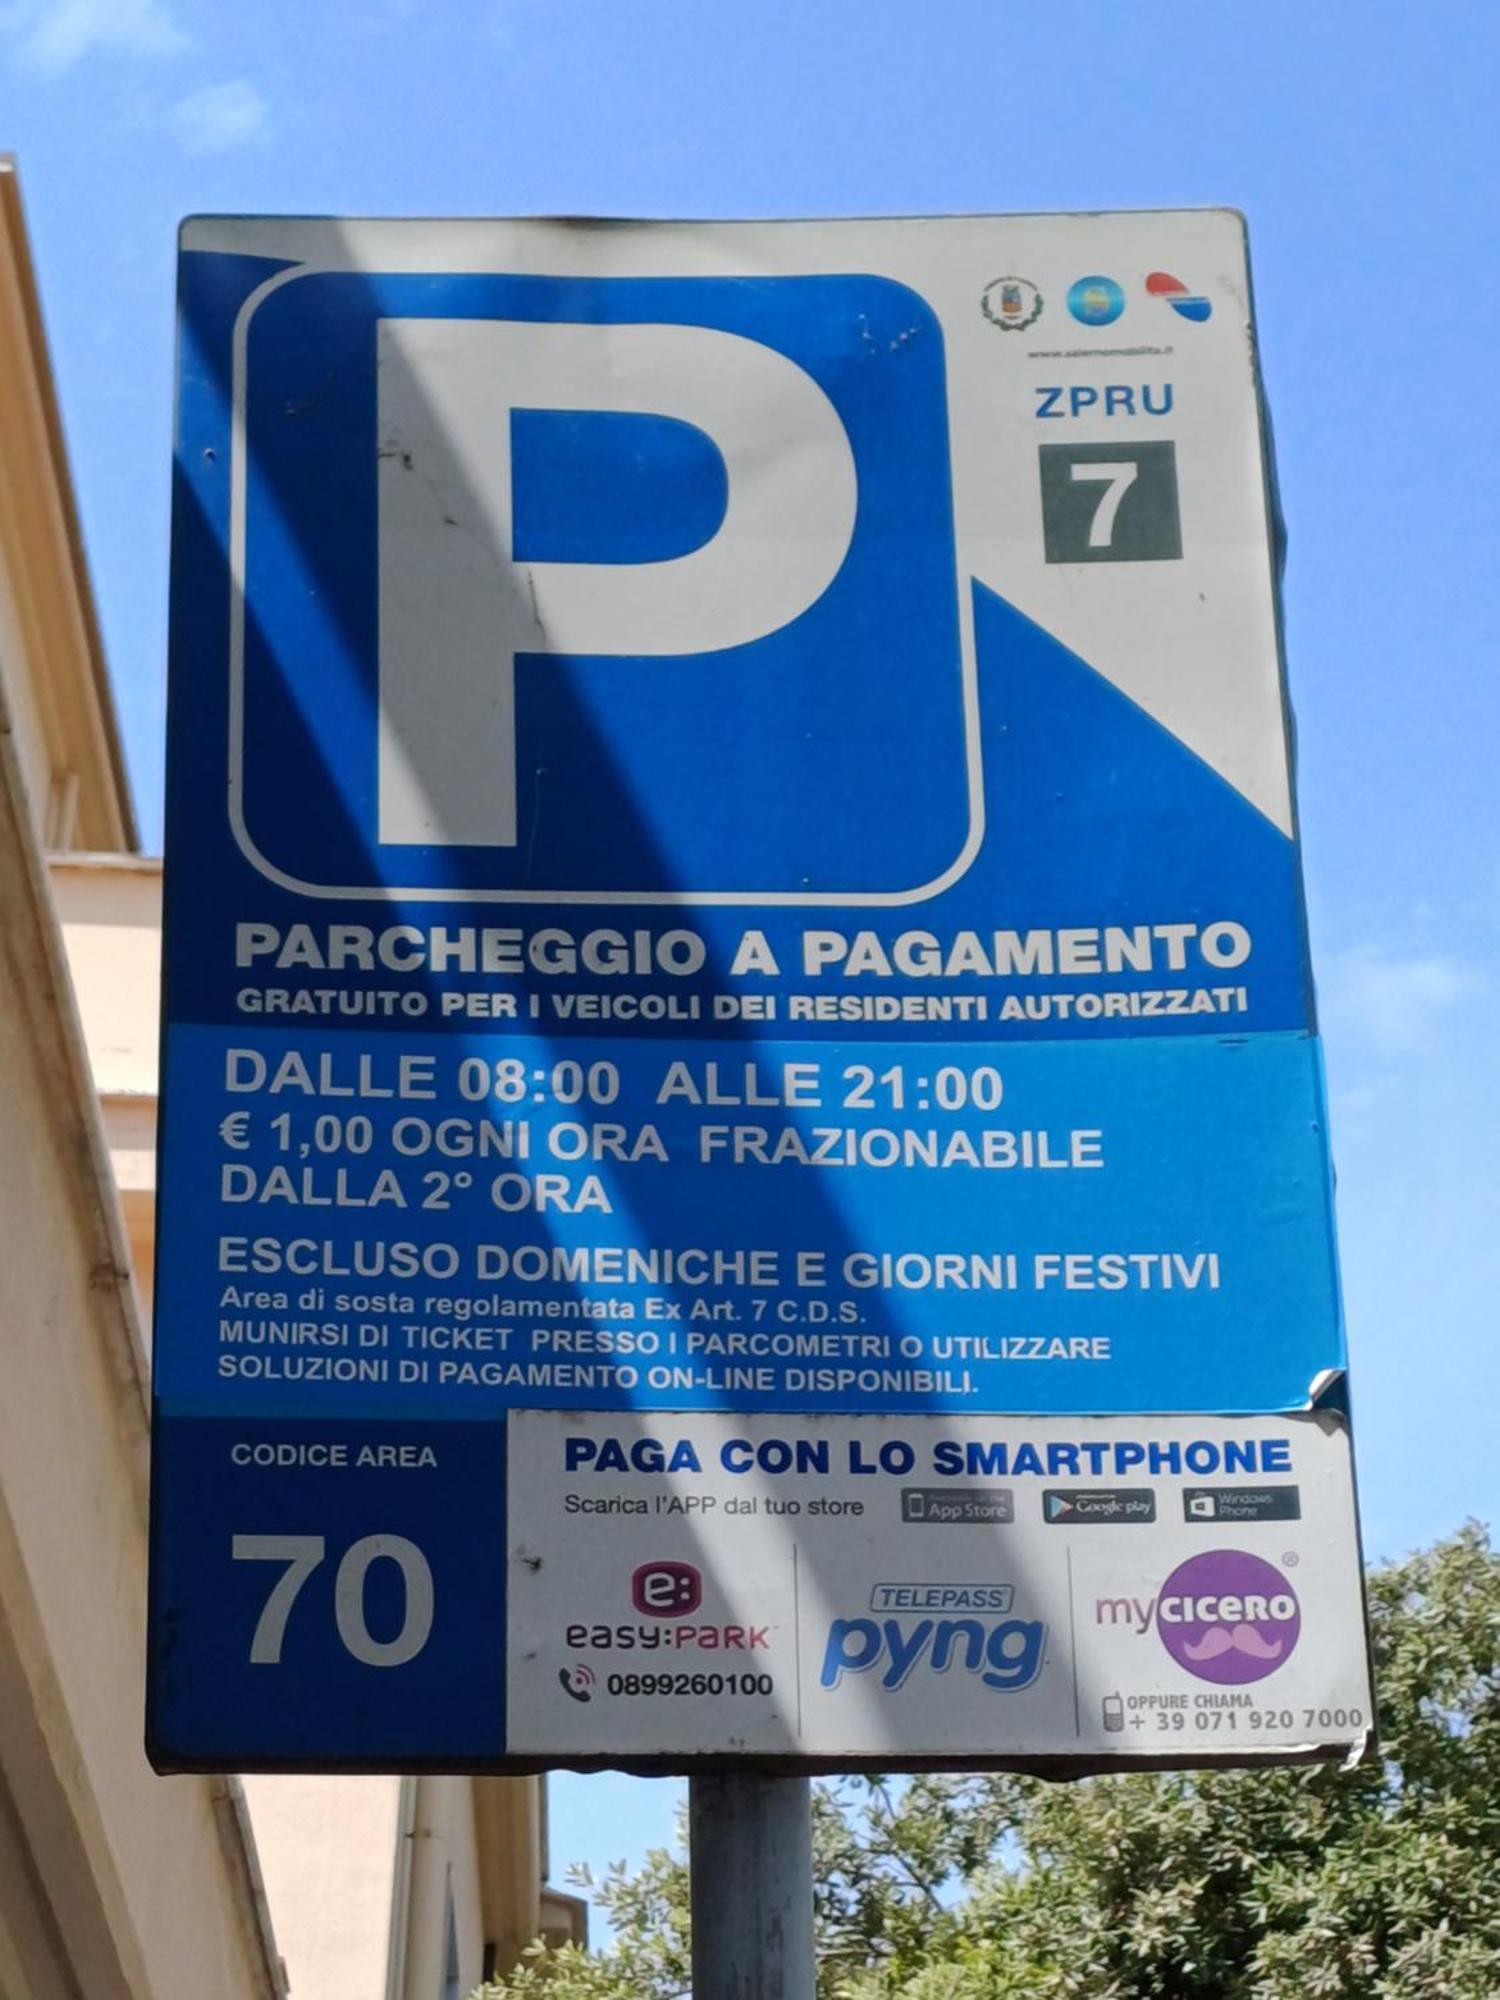 P
www.salernomobilita.it
ZPRU
7
PARCHEGGIO A PAGAMENTO
GRATUITO PER I VEICOLI DEI RESIDENTI AUTORIZZATI
DALLE 08:00 ALLE 21:00
€ 1,00 OGNI ORA FRAZIONABILE
DALLA 2° ORA
ESCLUSO DOMENICHE E GIORNI FESTIVI
Area di sosta regolamentata Ex Art. 7 C.D.S.
MUNIRSI DI TICKET PRESSO I PARCOMETRI O UTILIZZARE
SOLUZIONI DI PAGAMENTO ON-LINE DISPONIBILI.
CODICE AREA
70
PAGA CON LO SMARTPHONE
Scarica l'APP dal tuo store
App Store
Google play
Windows
Phone
e:
easy:PaRK
0899260100
TELEPASS
pyng
myCICERO®
OPPURE CHIAMA
+ 39 071 920 7000